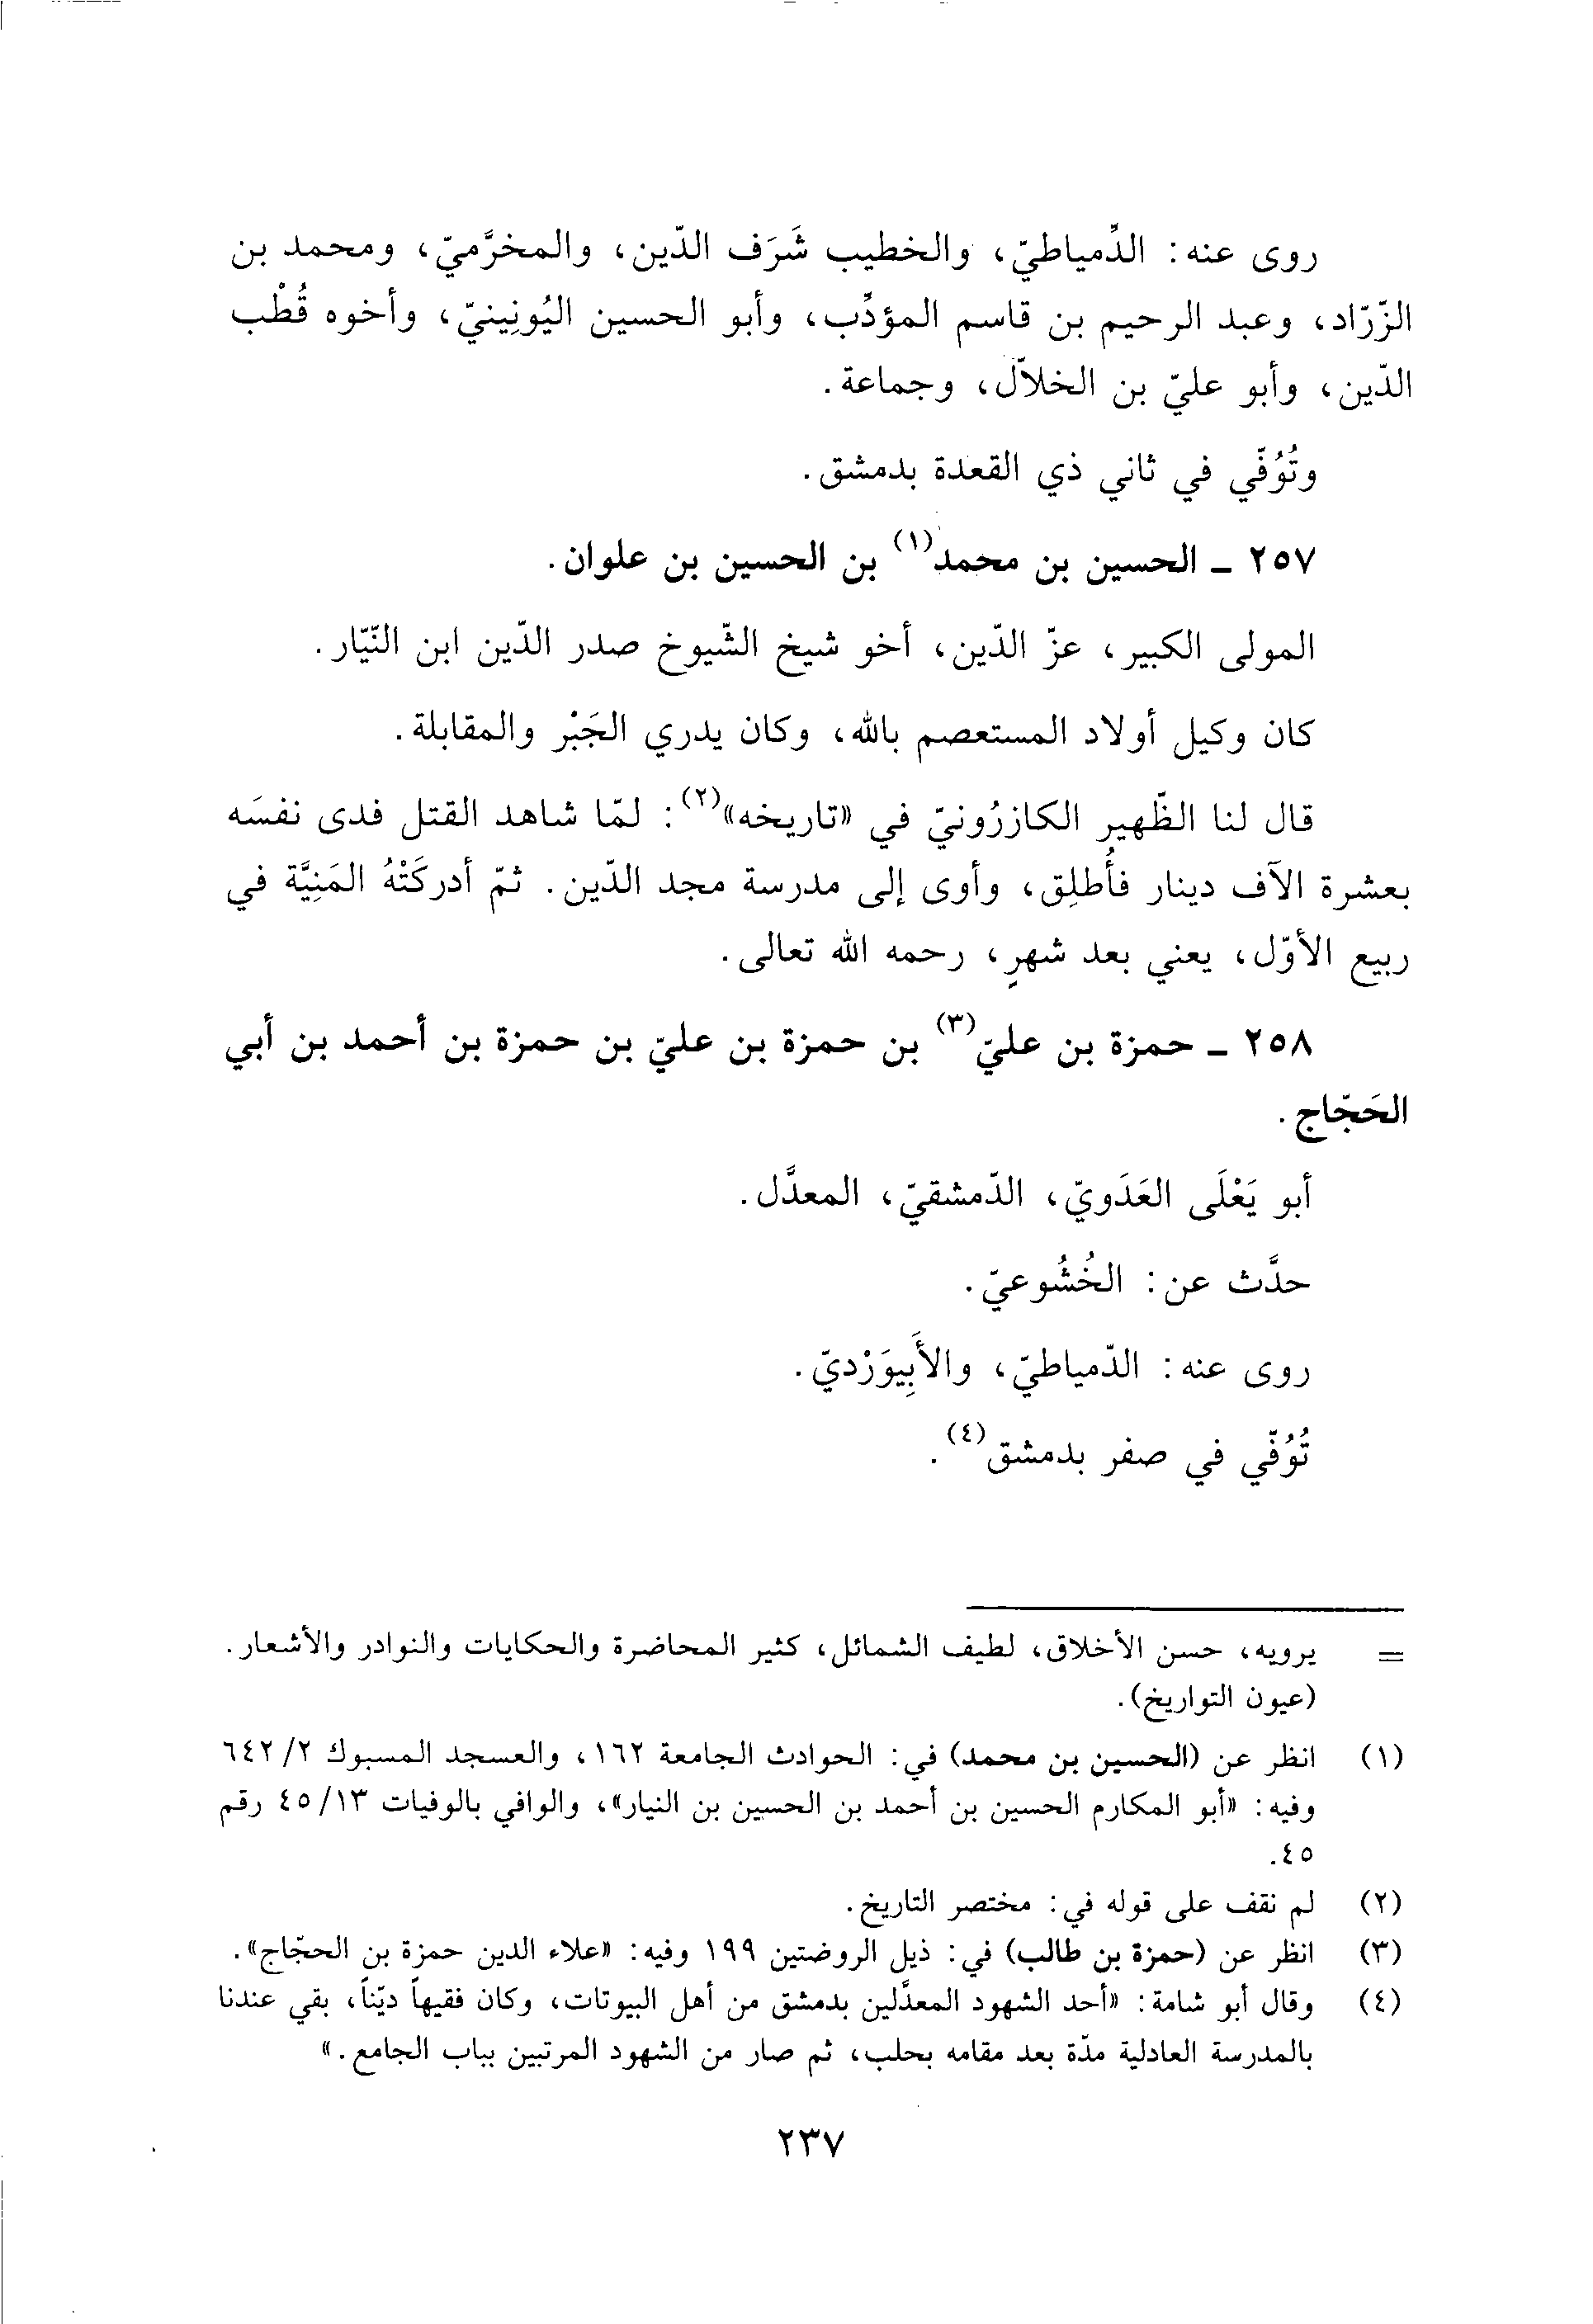 روى عنه: الدِّمياطيّ، والخطيب شَرَف الدّين، والمخرَّميّ، ومحمد بن
الزّرّاد، وعبد الرحيم بن قاسم المؤدِّب، وأبو الحسين اليُونِينيّ، وأخوه قُطْب
الدّين، وأبو عليّ بن الخلاّل، وجماعة.
وتُوُفّي في ثاني ذي القعدة بدمشق.
٢٥٧ ـ الحسين بن محمد(١) بن الحسين بن علوان.
المولى الكبير، عزّ الدّين، أخو شيخ الشّيوخ صدر الدّين ابن النّيّار.
كان وكيل أولاد المستعصم بالله، وكان يدري الجَبْر والمقابلة.
قال لنا الظّهير الكازرُونيّ في «تاريخه»(٢): لمّا شاهد القتل فدى نفسَه
بعشرة الآف دينار فأُطلِق، وأوى إلى مدرسة مجد الدّين. ثمّ أدركَتْهُ المَنِيَّة في
ربيع الأوّل، يعني بعد شهرٍ، رحمه الله تعالى.
٢٥٨ ـ حمزة بن عليّ(٣) بن حمزة بن عليّ بن حمزة بن أحمد بن أبي
الحَجّاج.
أبو يَعْلَى العَدَويّ، الدّمشقيّ، المعدَّل.
حدَّث عن: الخُشُوعيّ.
روى عنه: الدّمياطيّ، والأَبِيوَرْديّ.
تُوُفّي في صفر بدمشق(٤).
= يرويه، حسن الأخلاق، لطيف الشمائل، كثير المحاضرة والحكايات والنوادر والأشعار.
(عيون التواريخ).
(١) انظر عن (الحسين بن محمد) في: الحوادث الجامعة ١٦٢، والعسجد المسبوك ٢/ ٦٤٢
وفيه: «أبو المكارم الحسين بن أحمد بن الحسين بن النيار»، والوافي بالوفيات ١٣/ ٤٥ رقم
٤٥.
(٢) لم نقف على قوله في: مختصر التاريخ.
(٣) انظر عن (حمزة بن طالب) في: ذيل الروضتين ١٩٩ وفيه: «علاء الدين حمزة بن الحجّاج».
(٤) وقال أبو شامة: «أحد الشهود المعدَّلين بدمشق من أهل البيوتات، وكان فقيهاً ديّناً، بقي عندنا
بالمدرسة العادلية مدّة بعد مقامه بحلب، ثم صار من الشهود المرتبين بباب الجامع.»
٢٣٧